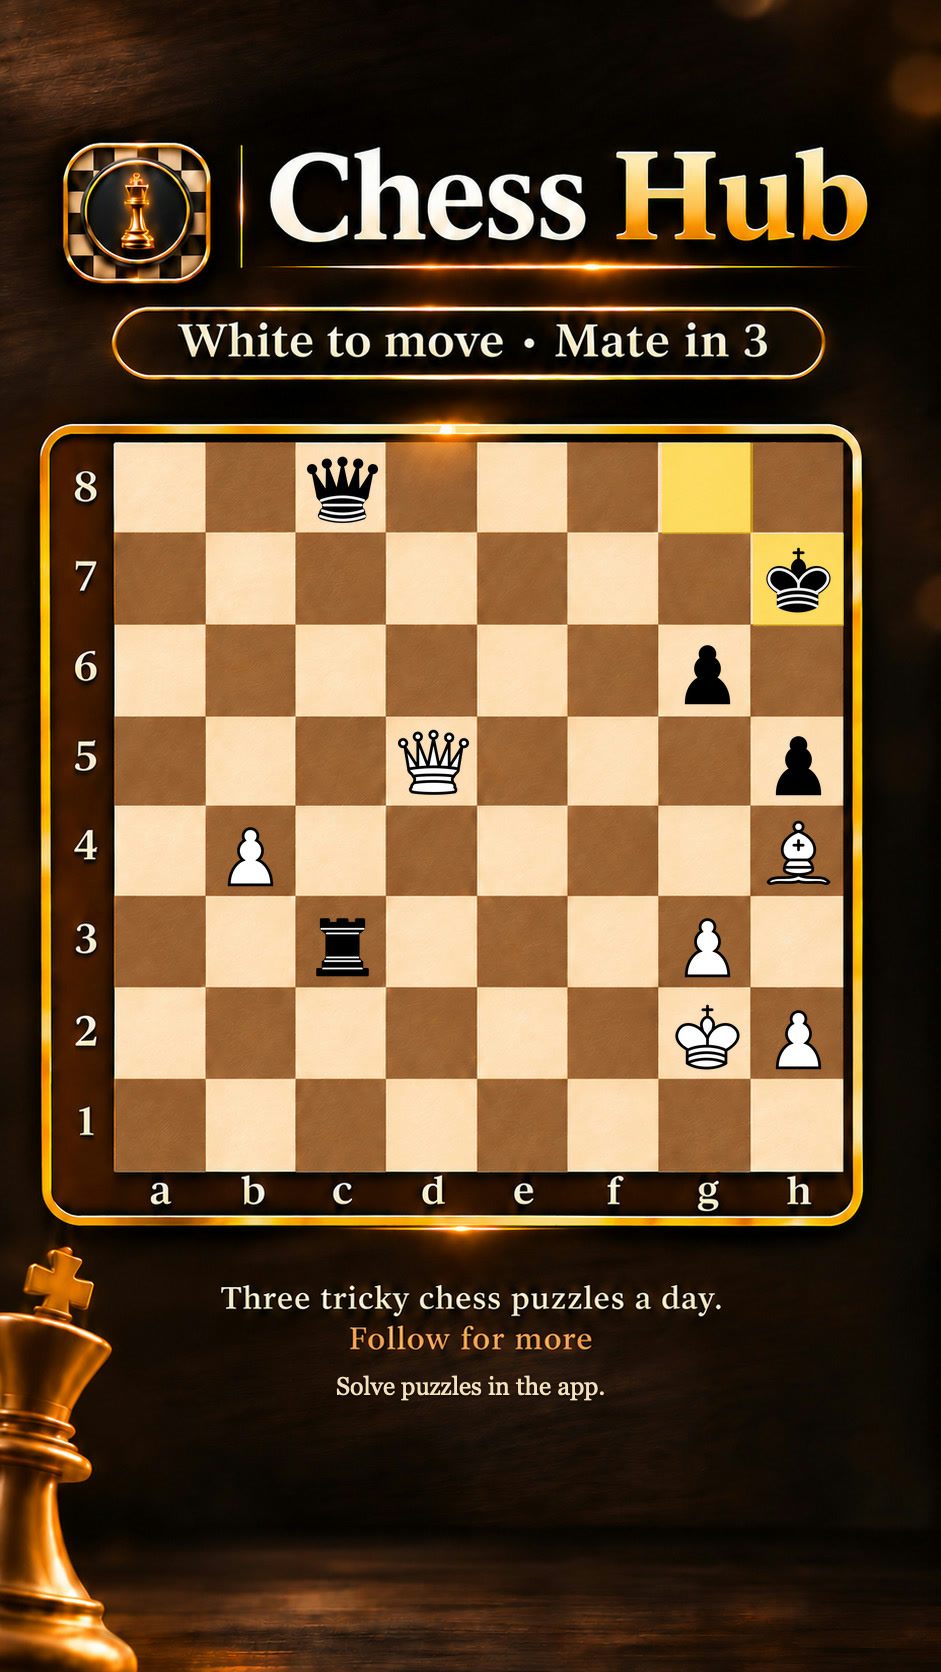 Chess Hub
White to move • Mate in 3
8
7
6
5
4
3
2
1
a b c d e f g h
Three tricky chess puzzles a day.
Follow for more
Solve puzzles in the app.